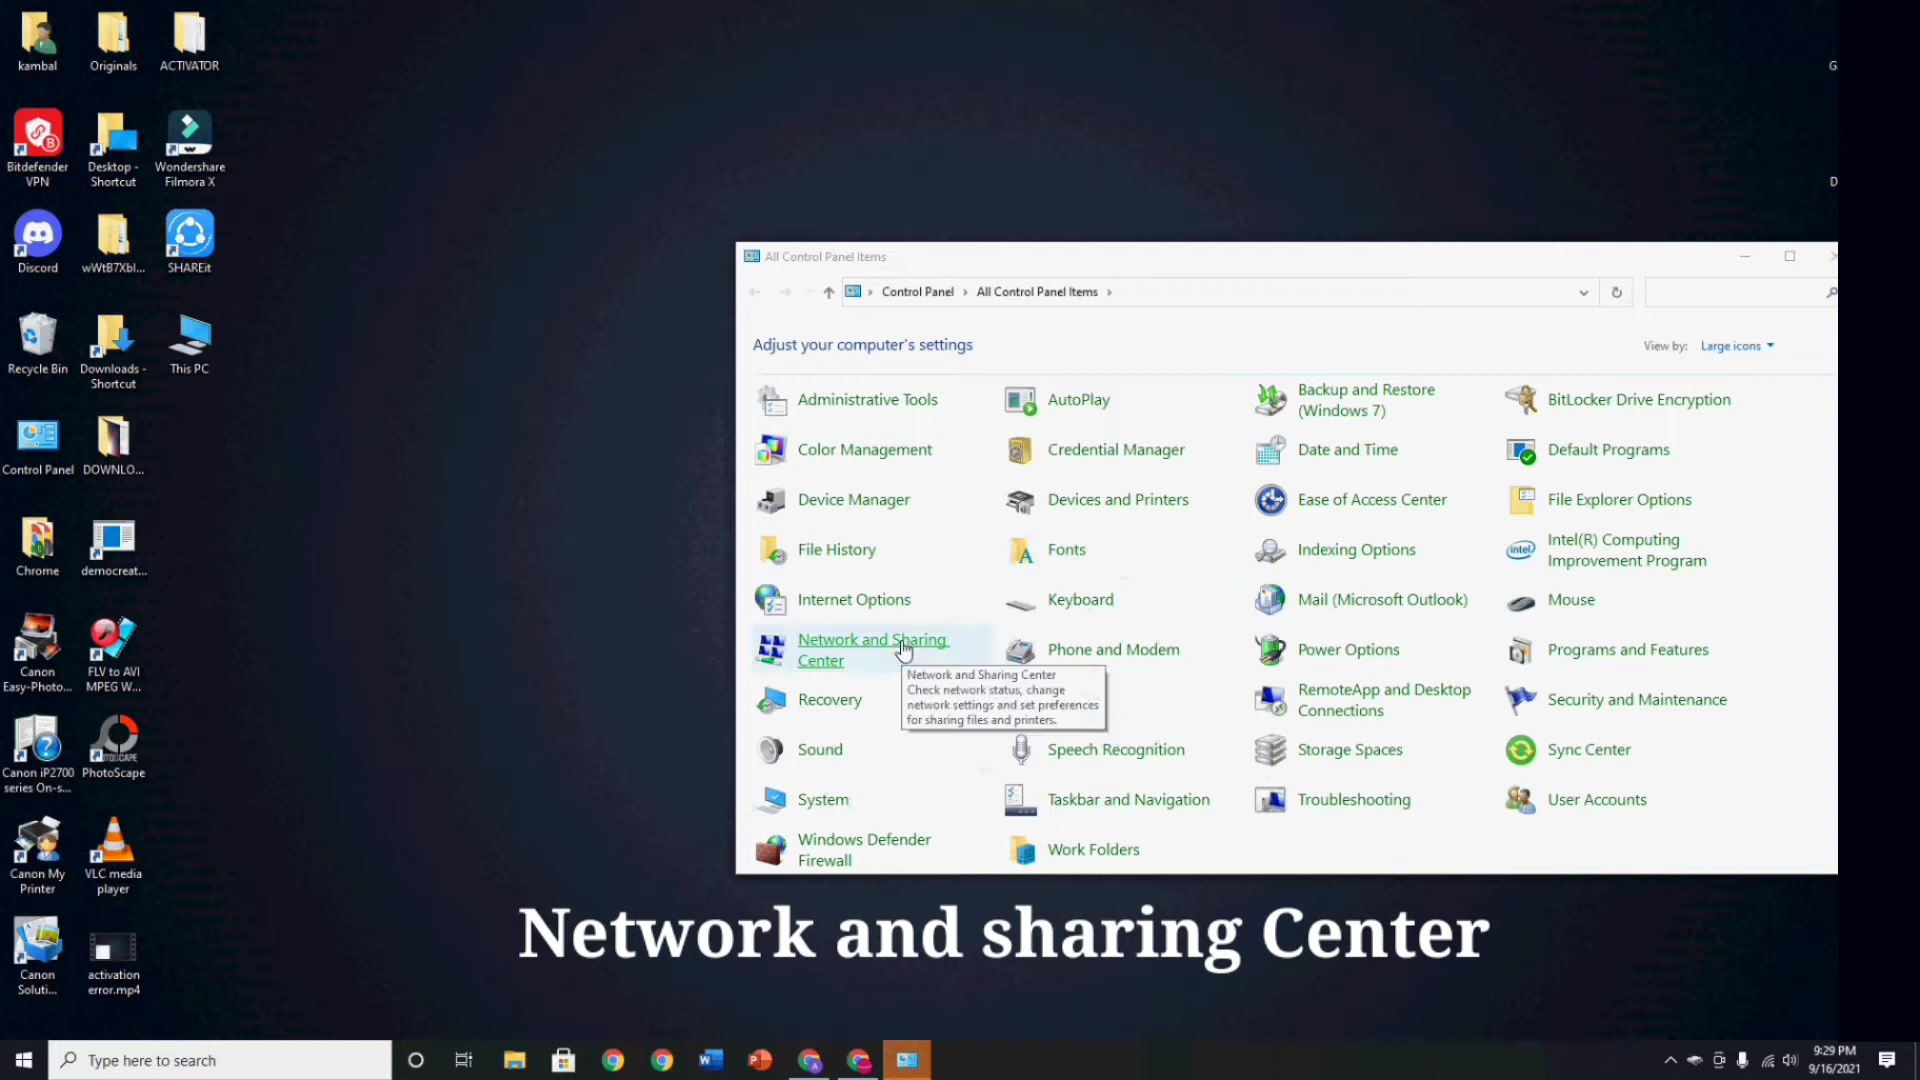 kambal
Originals
ACTIVATOR
G
Bitdefender
VPN
Desktop -
Shortcut
Wondershare
Filmora X
D
Discord
wWtB7Xbl...
SHAREit
All Control Panel Items
Control Panel
All Control Panel Items
Recycle Bin
Downloads -
Shortcut
This PC
Adjust your computer's settings
View by:
Large icons
Administrative Tools
AutoPlay
Backup and Restore
(Windows 7)
BitLocker Drive Encryption
Control Panel
DOWNLO...
Color Management
Credential Manager
Date and Time
Default Programs
Device Manager
Devices and Printers
Ease of Access Center
File Explorer Options
Chrome
democreat...
File History
Fonts
Indexing Options
Intel(R) Computing
Improvement Program
Internet Options
Keyboard
Mail (Microsoft Outlook)
Mouse
Canon
Easy-Photo...
FLV to AVI
MPEG W...
Network and Sharing
Center
Phone and Modem
Power Options
Programs and Features
Network and Sharing Center
Check network status, change
network settings and set preferences
for sharing files and printers.
Recovery
RemoteApp and Desktop
Connections
Security and Maintenance
Canon iP2700
series On-s...
PhotoScape
Sound
Speech Recognition
Storage Spaces
Sync Center
System
Taskbar and Navigation
Troubleshooting
User Accounts
Canon My
Printer
VLC media
player
Windows Defender
Firewall
Work Folders
Network and sharing Center
Canon
Soluti...
activation
error.mp4
Type here to search
9:29 PM
9/16/2021